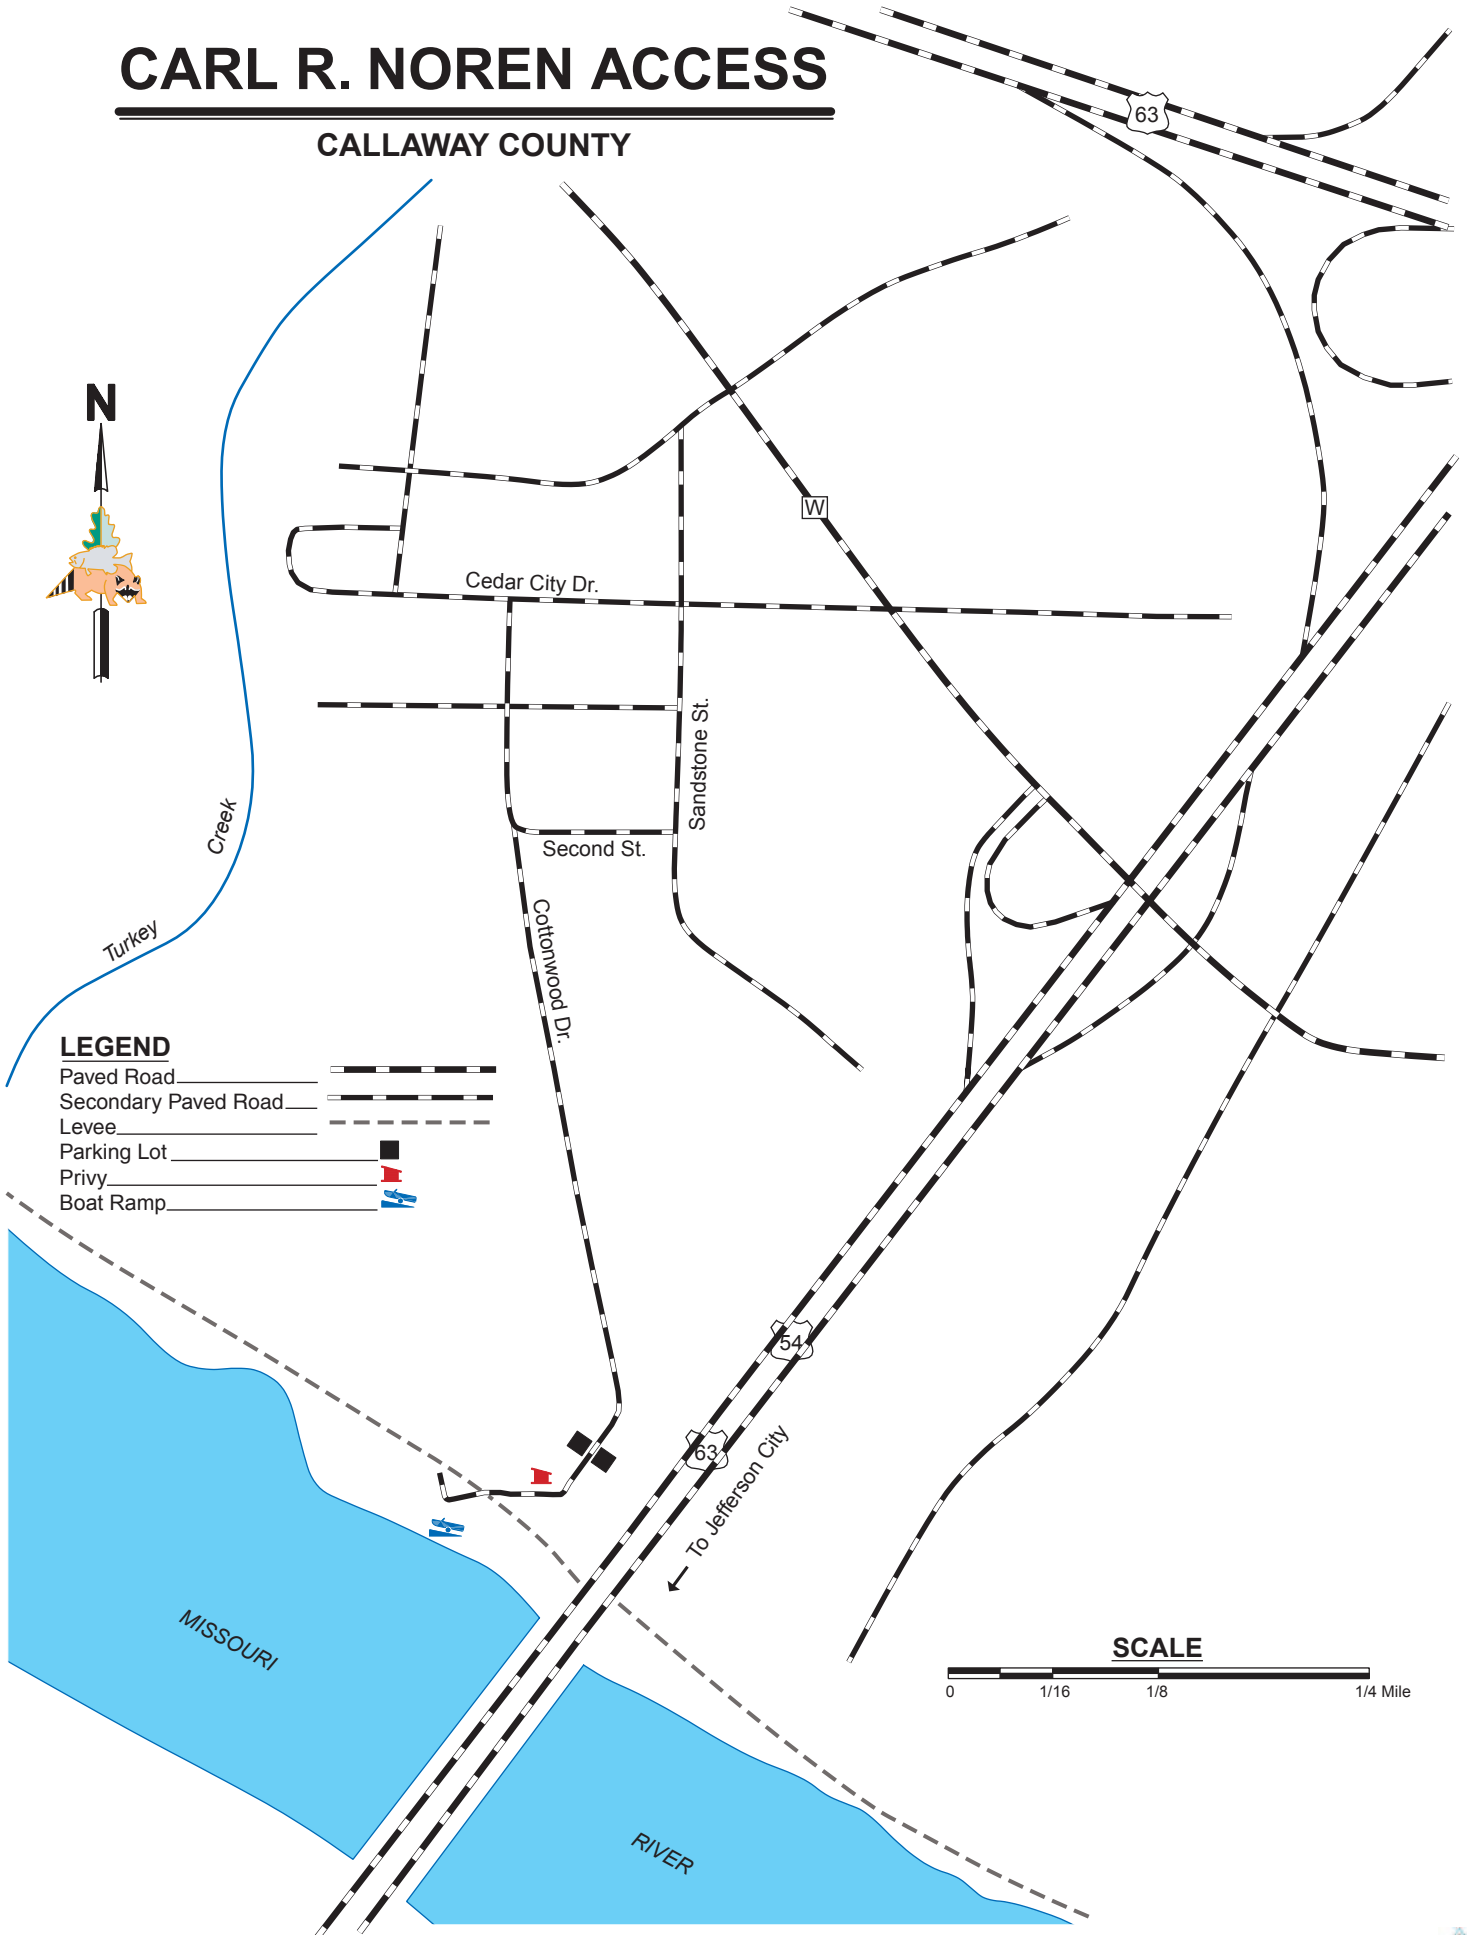 CARL R. NOREN ACCESS
CALLAWAY COUNTY
63
N
W
Cedar City Dr.
Sandstone St.
Creek
Second St.
Turkey
Cottonwood Dr.
LEGEND
Paved Road
Secondary Paved Road
Levee
Parking Lot
Privy
Boat Ramp
54
63
To Jefferson City
MISSOURI
SCALE
0 1/16 1/8 1/4 Mile
RIVER